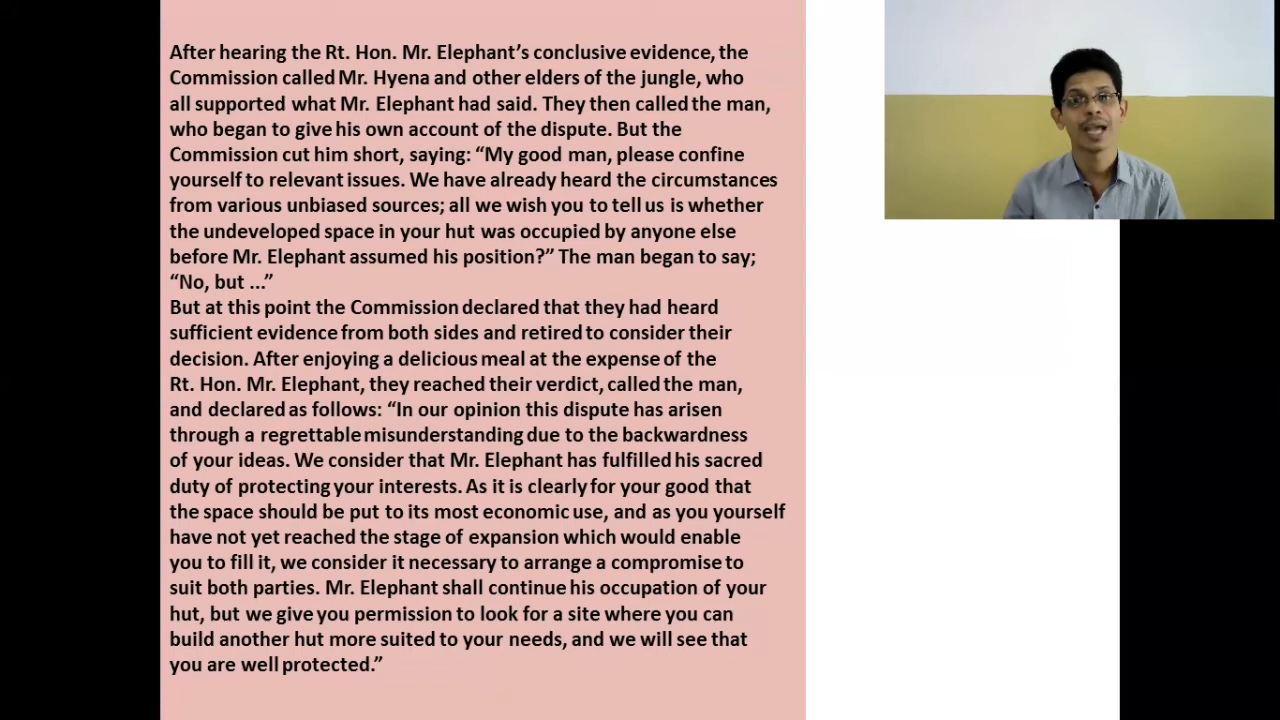 After hearing the Rt. Hon. Mr. Elephant’s conclusive evidence, the
Commission called Mr. Hyena and other elders of the jungle, who
all supported what Mr. Elephant had said. They then called the man,
who began to give his own account of the dispute. But the
Commission cut him short, saying: “My good man, please confine
yourself to relevant issues. We have already heard the circumstances
from various unbiased sources; all we wish you to tell us is whether
the undeveloped space in your hut was occupied by anyone else
before Mr. Elephant assumed his position?” The man began to say;
“No, but ...”
But at this point the Commission declared that they had heard
sufficient evidence from both sides and retired to consider their
decision. After enjoying a delicious meal at the expense of the
Rt. Hon. Mr. Elephant, they reached their verdict, called the man,
and declared as follows: “In our opinion this dispute has arisen
through a regrettable misunderstanding due to the backwardness
of your ideas. We consider that Mr. Elephant has fulfilled his sacred
duty of protecting your interests. As it is clearly for your good that
the space should be put to its most economic use, and as you yourself
have not yet reached the stage of expansion which would enable
you to fill it, we consider it necessary to arrange a compromise to
suit both parties. Mr. Elephant shall continue his occupation of your
hut, but we give you permission to look for a site where you can
build another hut more suited to your needs, and we will see that
you are well protected.”